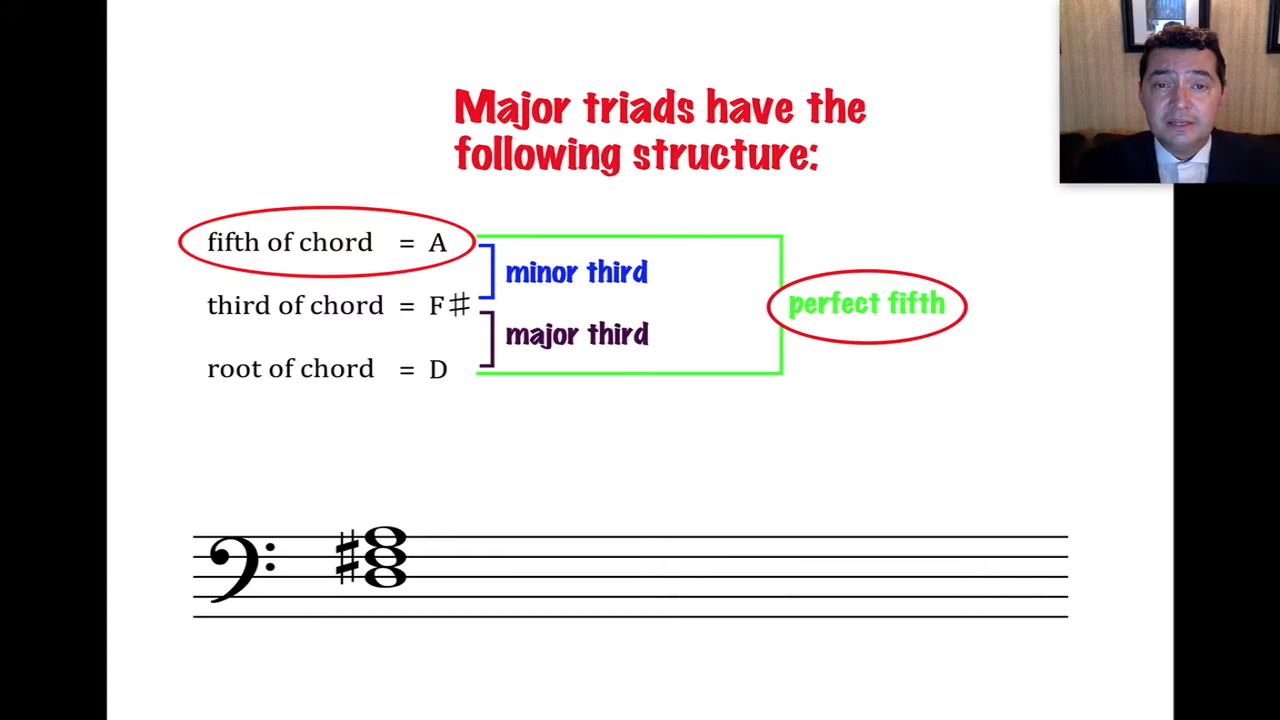 Major triads have the
following structure:
fifth of chord = A
minor third
perfect fifth
third of chord = F♯
major third
root of chord = D